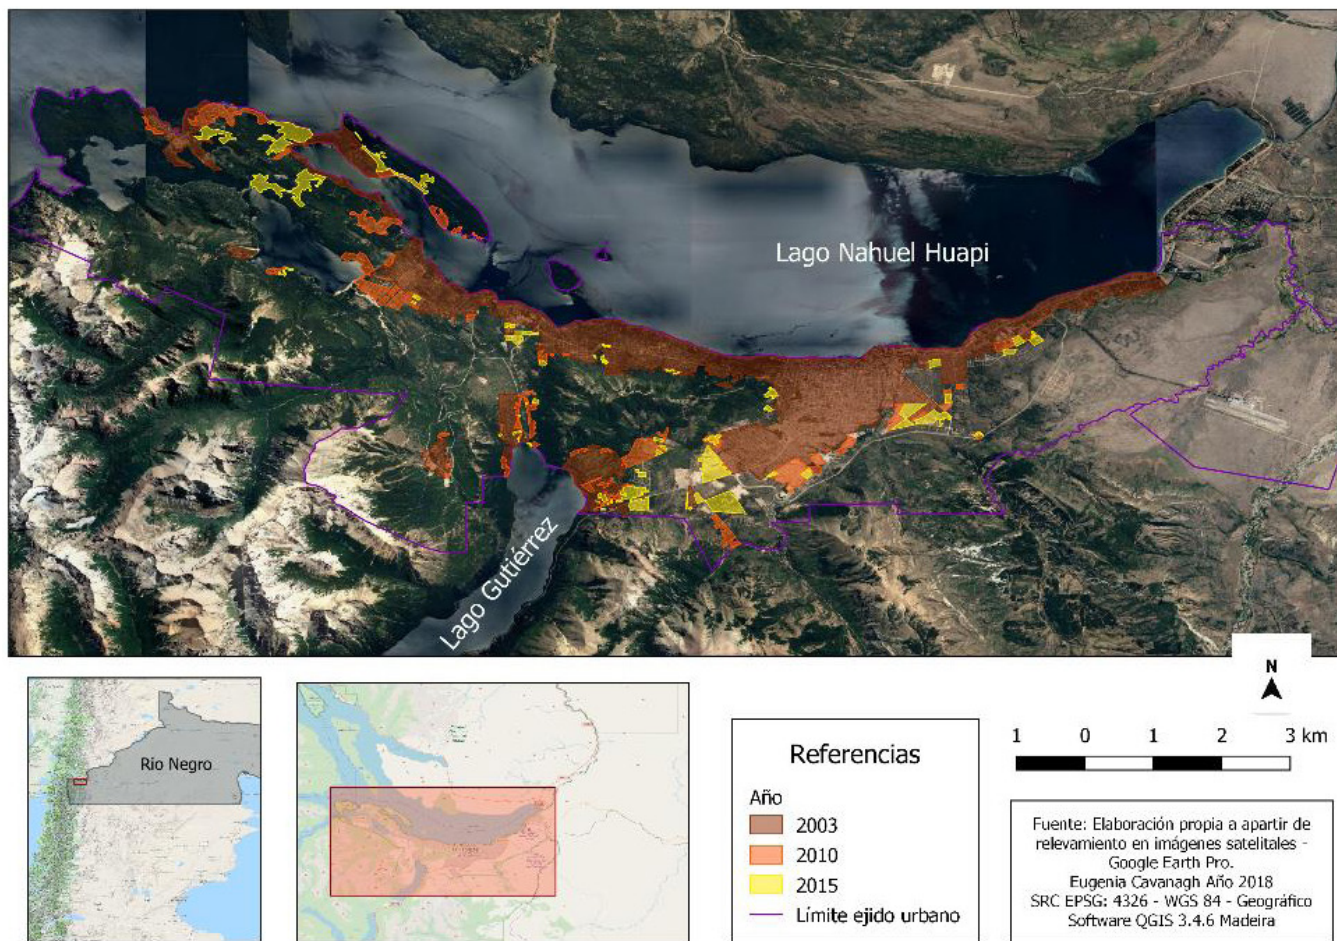 Lago Nahuel Huapi
Lago Gutiérrez
Río Negro
Referencias
Año
2003
2010
2015
Límite ejido urbano
N
1 0 1 2 3 km
Fuente: Elaboración propia a apartir de
relevamiento en imágenes satelitales -
Google Earth Pro.
Eugenia Cavanagh Año 2018
SRC EPSG: 4326 - WGS 84 - Geográfico
Software QGIS 3.4.6 Madeira